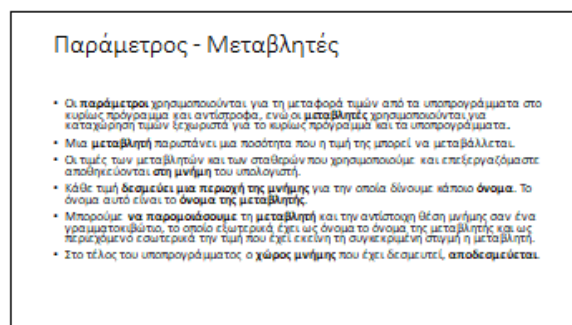 Παράμετρος - Μεταβλητές
• Οι παράμετροι χρησιμοποιούνται για τη μεταφορά τιμών από τα υποπρογράμματα στο
κυρίως πρόγραμμα και αντίστροφα, ενώ οι μεταβλητές χρησιμοποιούνται για
καταχώρηση τιμών ξεχωριστά για το κυρίως πρόγραμμα και τα υποπρογράμματα.
• Μια μεταβλητή παριστάνει μια ποσότητα που η τιμή της μπορεί να μεταβάλλεται.
• Οι τιμές των μεταβλητών και των σταθερών που χρησιμοποιούμε και επεξεργαζόμαστε
αποθηκεύονται στη μνήμη του υπολογιστή.
• Κάθε τιμή δεσμεύει μια περιοχή της μνήμης για την οποία δίνουμε κάποιο όνομα. Το
όνομα αυτό είναι το όνομα της μεταβλητής.
• Μπορούμε να παρομοιάσουμε τη μεταβλητή και την αντίστοιχη θέση μνήμης σαν ένα
γραμματοκιβώτιο, το οποίο εξωτερικά έχει ως όνομα το όνομα της μεταβλητής και ως
περιεχόμενο εσωτερικά την τιμή που έχει εκείνη τη συγκεκριμένη στιγμή η μεταβλητή.
• Στο τέλος του υποπρογράμματος ο χώρος μνήμης που έχει δεσμευτεί, αποδεσμεύεται.